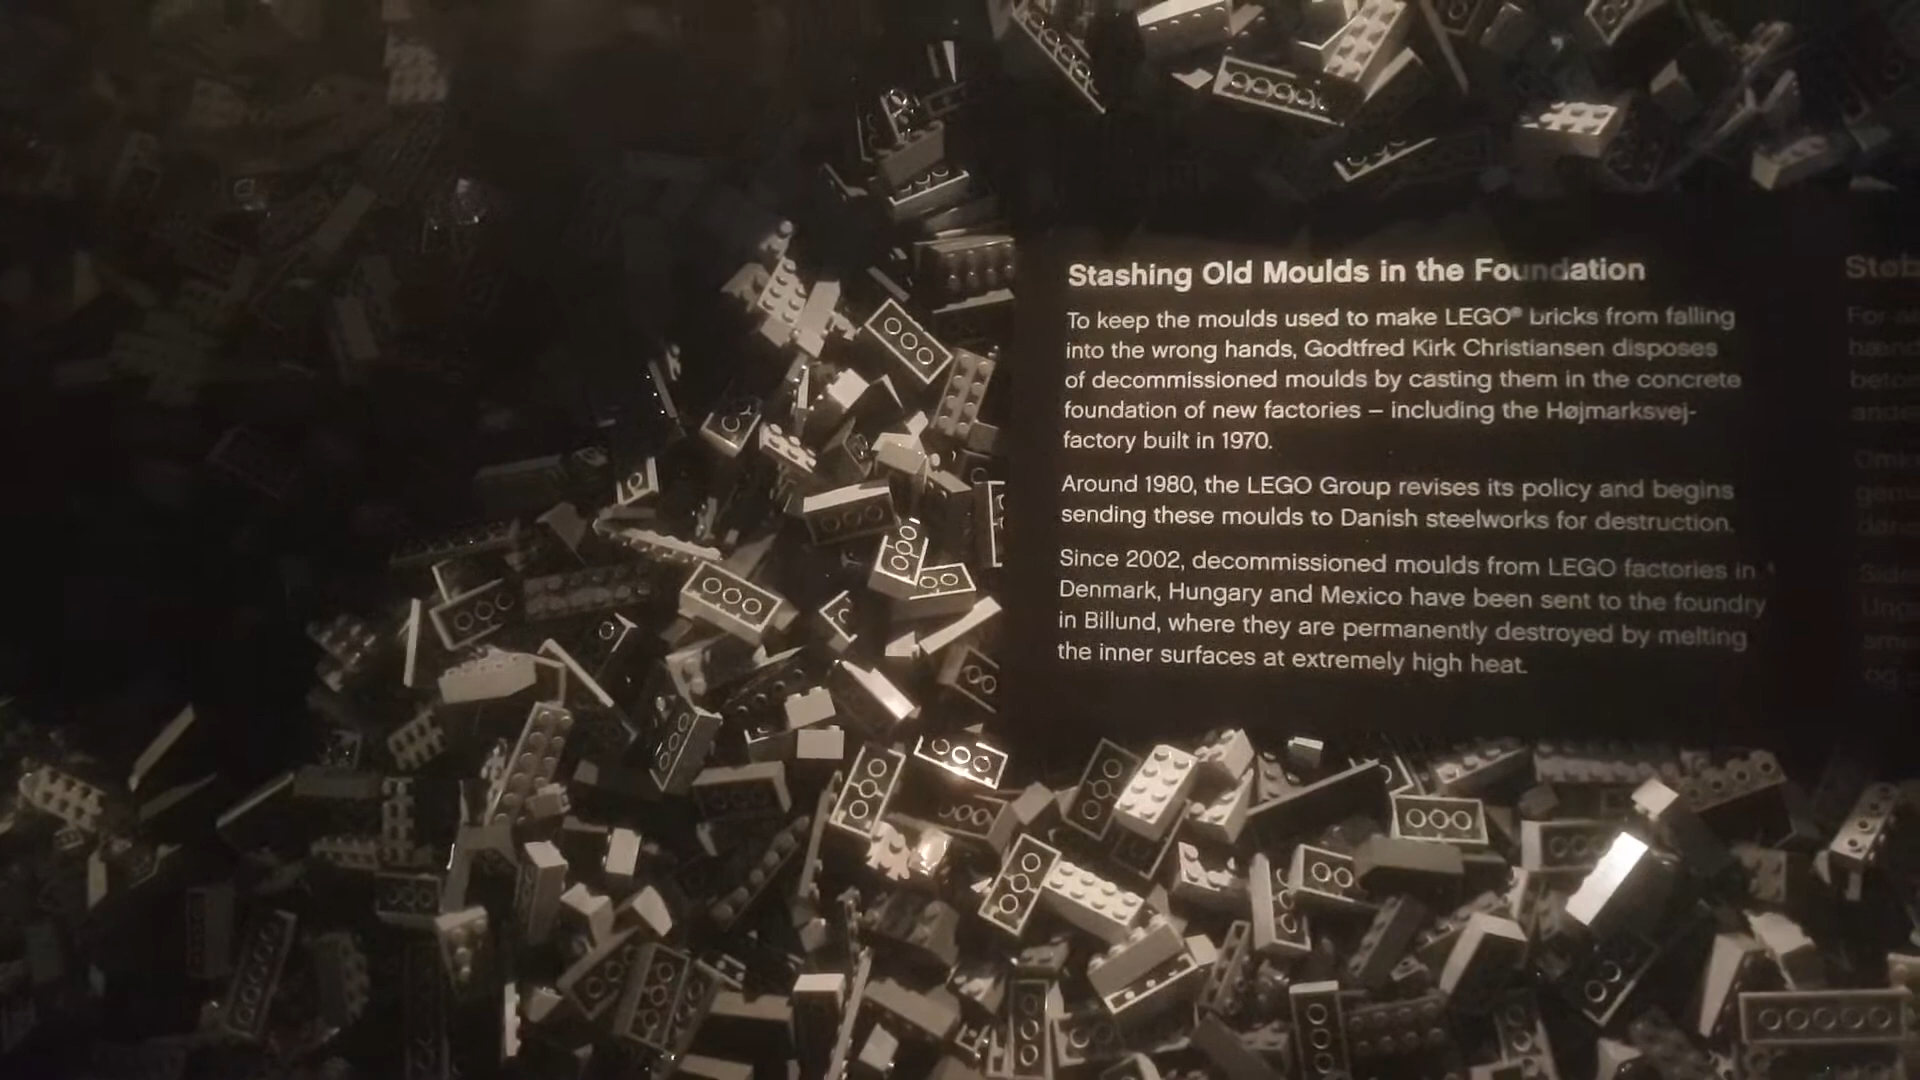 Stashing Old Moulds in the Foundation
To keep the moulds used to make LEGO® bricks from falling
into the wrong hands, Godtfred Kirk Christiansen disposes
of decommissioned moulds by casting them in the concrete
foundation of new factories – including the Højmarksvej-
factory built in 1970.
Around 1980, the LEGO Group revises its policy and begins
sending these moulds to Danish steelworks for destruction.
Since 2002, decommissioned moulds from LEGO factories in
Denmark, Hungary and Mexico have been sent to the foundry
in Billund, where they are permanently destroyed by melting
the inner surfaces at extremely high heat.
For
og